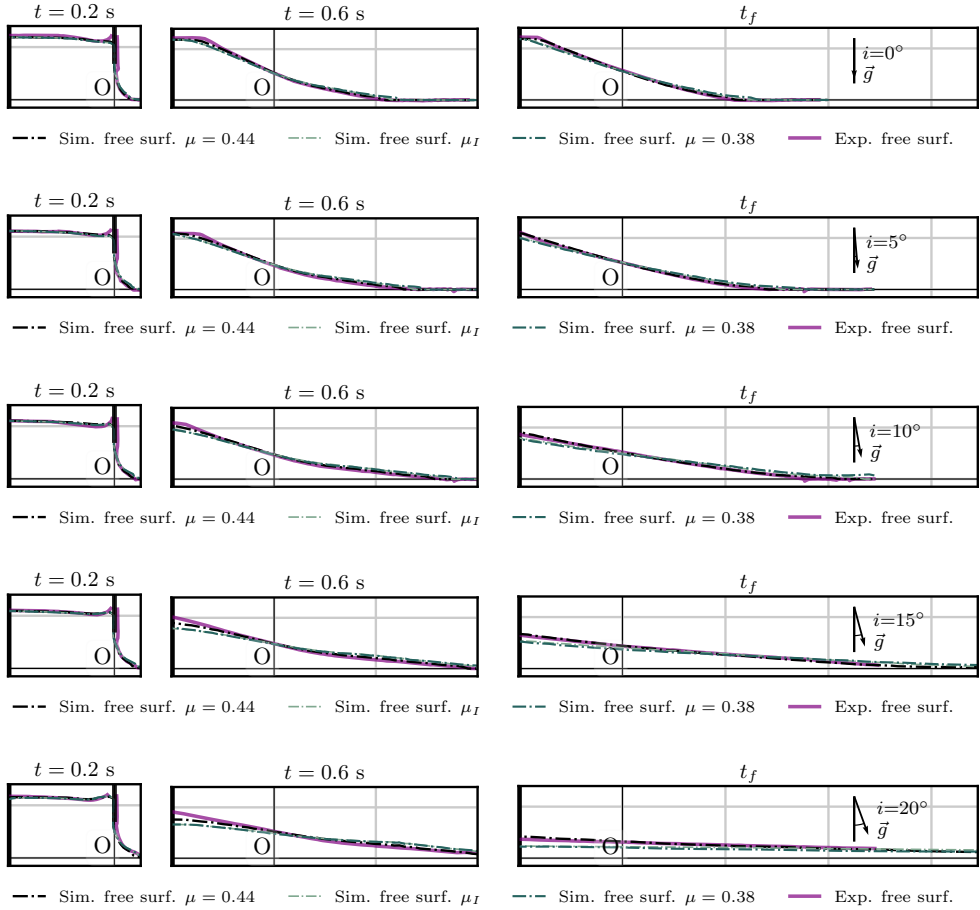 t = 0.2 s t = 0.6 s t_f
O O O i=0° g⃗
Sim. free surf. μ = 0.44 Sim. free surf. μ_I Sim. free surf. μ = 0.38 Exp. free surf.
t = 0.2 s t = 0.6 s t_f
O O O i=5° g⃗
Sim. free surf. μ = 0.44 Sim. free surf. μ_I Sim. free surf. μ = 0.38 Exp. free surf.
t = 0.2 s t = 0.6 s t_f
O O O i=10° g⃗
Sim. free surf. μ = 0.44 Sim. free surf. μ_I Sim. free surf. μ = 0.38 Exp. free surf.
t = 0.2 s t = 0.6 s t_f
O O O i=15° g⃗
Sim. free surf. μ = 0.44 Sim. free surf. μ_I Sim. free surf. μ = 0.38 Exp. free surf.
t = 0.2 s t = 0.6 s t_f
O O O i=20° g⃗
Sim. free surf. μ = 0.44 Sim. free surf. μ_I Sim. free surf. μ = 0.38 Exp. free surf.